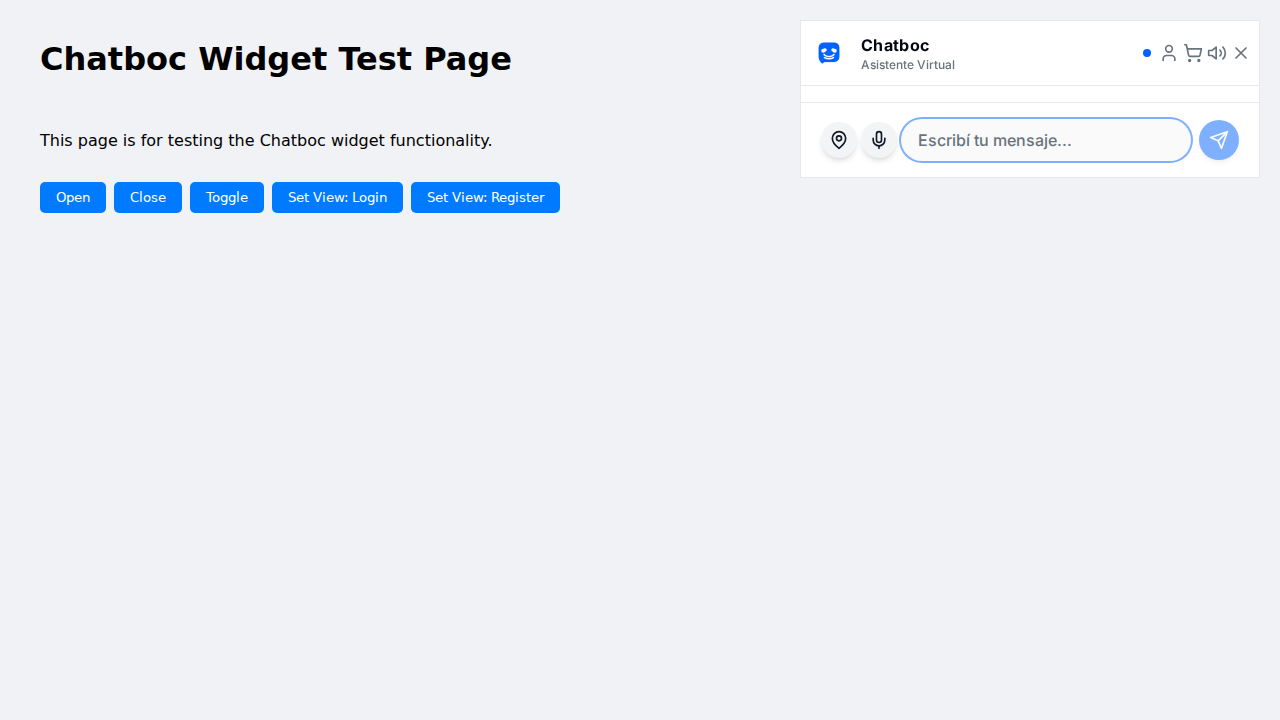 Chatboc Widget Test Page
This page is for testing the Chatboc widget functionality.
Open Close Toggle Set View: Login Set View: Register
Chatboc
Asistente Virtual
Escribí tu mensaje...